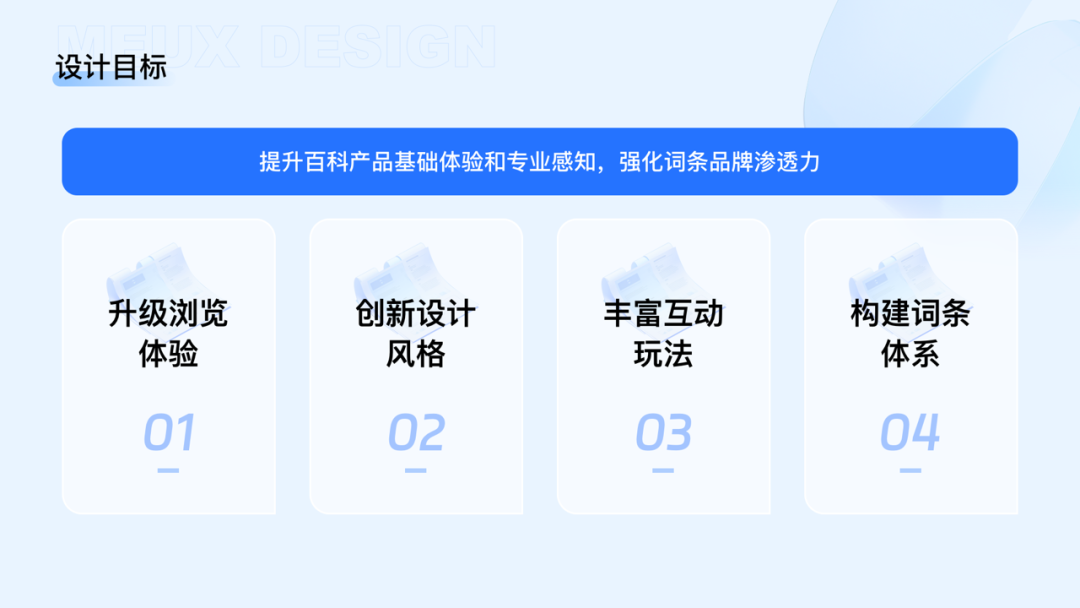 MEUX DESIGN
设计目标
提升百科产品基础体验和专业感知，强化词条品牌渗透力
升级浏览
体验
01
创新设计
风格
02
丰富互动
玩法
03
构建词条
体系
04